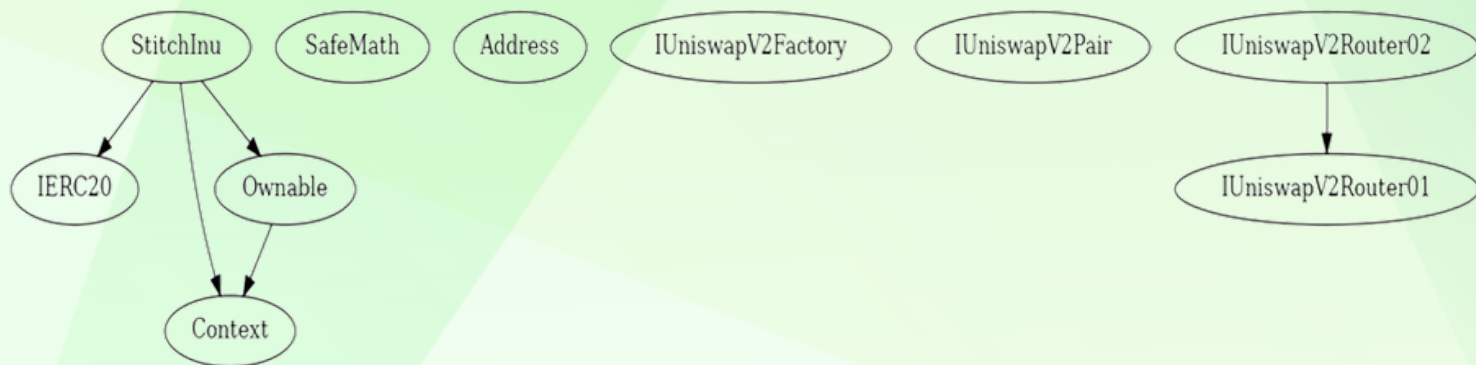 StitchInu SafeMath Address IUniswapV2Factory IUniswapV2Pair IUniswapV2Router02
IERC20 Ownable IUniswapV2Router01
Context